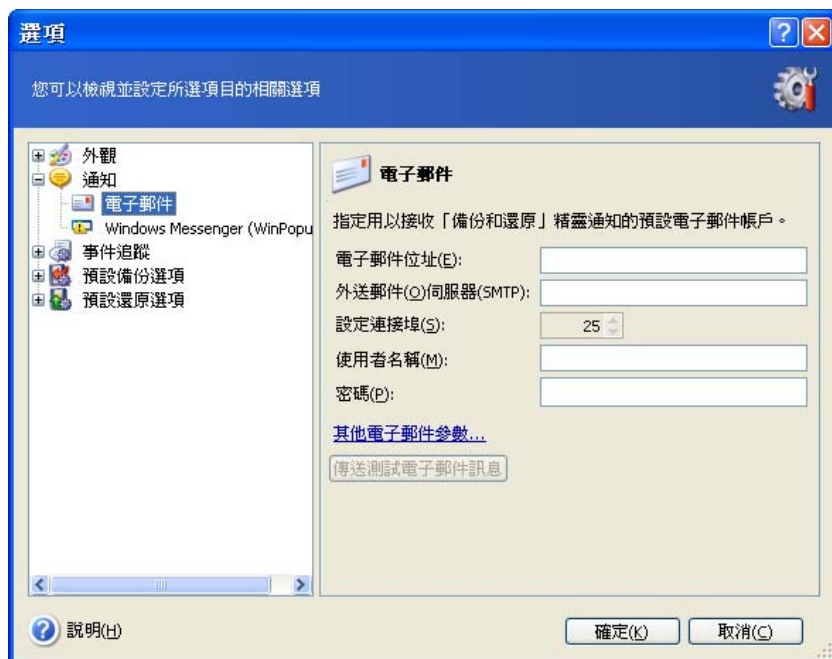 選項
您可以檢視並設定所選項目的相關選項
外觀
通知
電子郵件
Windows Messenger (WinPopu
事件追蹤
預設備份選項
預設還原選項
電子郵件
指定用以接收「備份和還原」精靈通知的預設電子郵件帳戶。
電子郵件位址(E):
外送郵件(O)伺服器(SMTP):
設定連接埠(S): 25
使用者名稱(M):
密碼(P):
其他電子郵件參數...
傳送測試電子郵件訊息
說明(H)
確定(K)
取消(C)